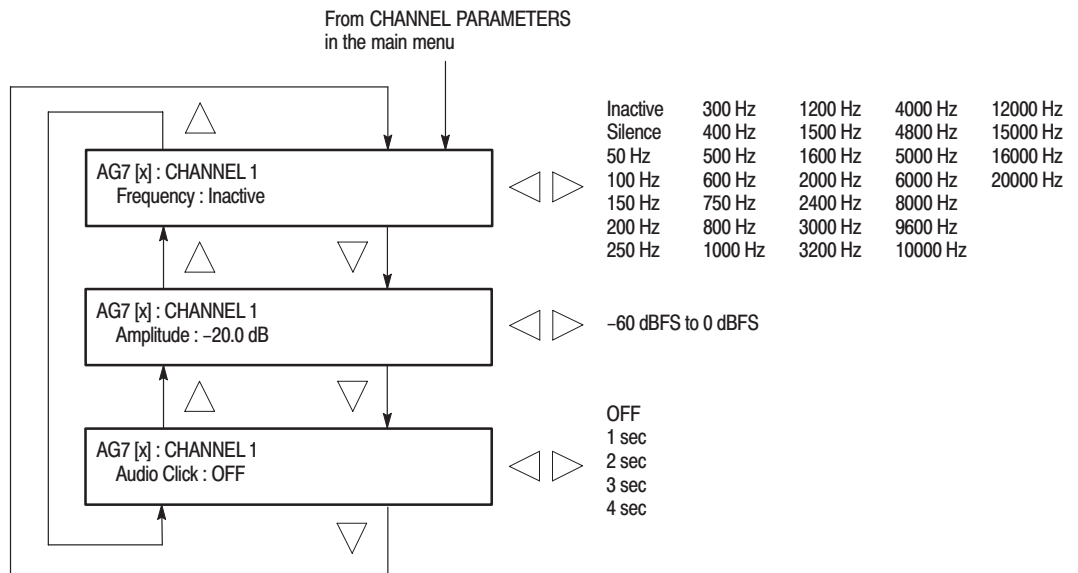 From CHANNEL PARAMETERS
in the main menu
AG7 [x] : CHANNEL 1
Frequency : Inactive
Inactive 300 Hz 1200 Hz 4000 Hz 12000 Hz
Silence 400 Hz 1500 Hz 4800 Hz 15000 Hz
50 Hz 500 Hz 1600 Hz 5000 Hz 16000 Hz
100 Hz 600 Hz 2000 Hz 6000 Hz 20000 Hz
150 Hz 750 Hz 2400 Hz 8000 Hz
200 Hz 800 Hz 3000 Hz 9600 Hz
250 Hz 1000 Hz 3200 Hz 10000 Hz
AG7 [x] : CHANNEL 1
Amplitude : –20.0 dB
–60 dBFS to 0 dBFS
AG7 [x] : CHANNEL 1
Audio Click : OFF
OFF
1 sec
2 sec
3 sec
4 sec